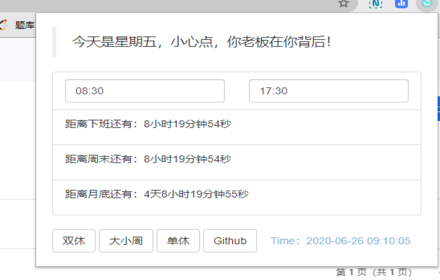 题库
今天是星期五，小心点，你老板在你背后！
08:30 17:30
距离下班还有：8小时19分钟54秒
距离周末还有：8小时19分钟54秒
距离月底还有：4天8小时19分钟55秒
双休 大小周 单休 Github Time：2020-06-26 09:10:05
第 1 页（共 1 页）